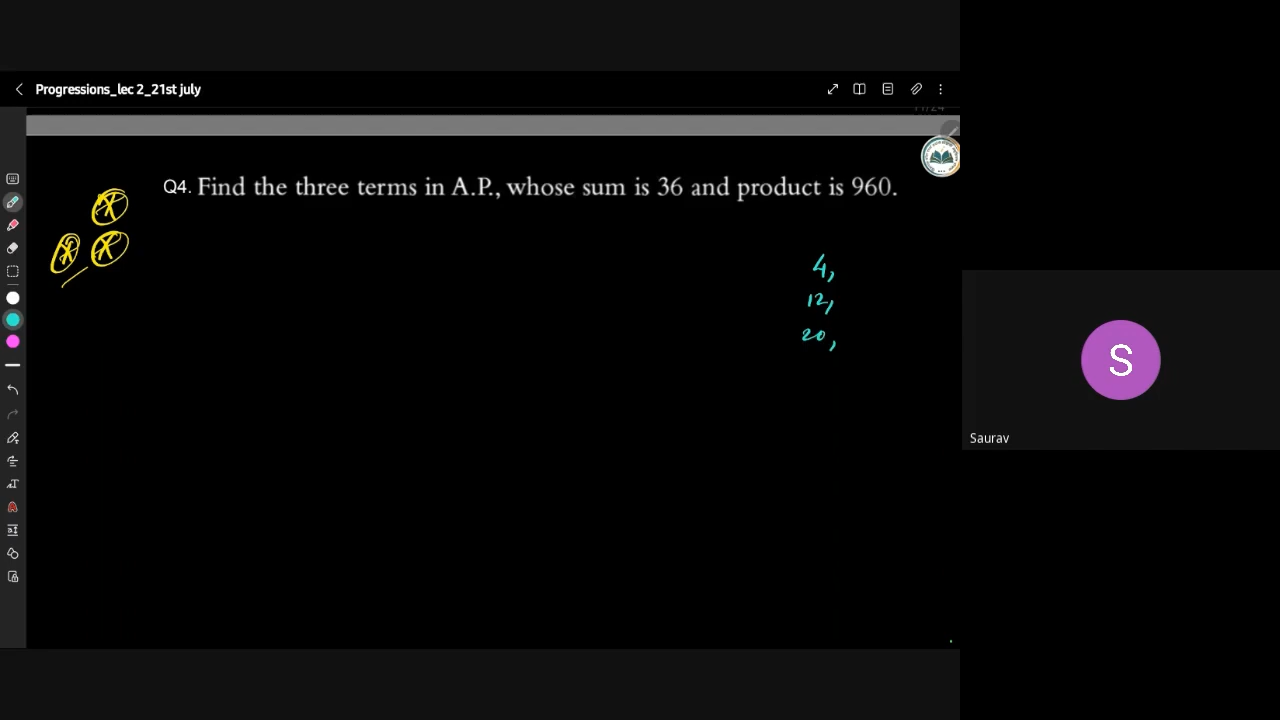 Progressions_lec 2_21st july
Q4. Find the three terms in A.P., whose sum is 36 and product is 960.
4,
12,
20,
S
Saurav